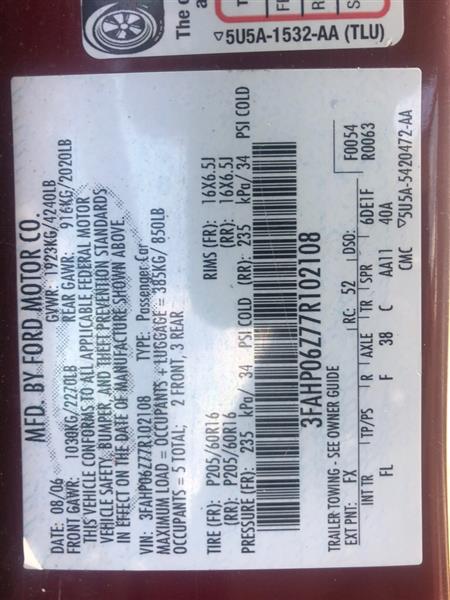 The c
a
5U5A-1532-AA (TLU)
MFD. BY FORD MOTOR CO.
DATE: 08/06 GVWR: 1923KG/4240LB
FRONT GAWR: 1030KG/2270LB REAR GAWR: 916KG/2020LB
THIS VEHICLE CONFORMS TO ALL APPLICABLE FEDERAL MOTOR
VEHICLE SAFETY, BUMPER, AND THEFT PREVENTION STANDARDS
IN EFFECT ON THE DATE OF MANUFACTURE SHOWN ABOVE.
VIN: 3FAHP06Z77R102108 TYPE: Passenger Car
MAXIMUM LOAD = OCCUPANTS + LUGGAGE = 385KG/ 850LB
OCCUPANTS = 5 TOTAL; 2 FRONT, 3 REAR
TIRE (FR): P205/60R16 RIMS (FR): 16X6.5J
(RR): P205/60R16 (RR): 16X6.5J
PRESSURE (FR): 235 kPa/ 34 PSI COLD (RR): 235 kPa/ 34 PSI COLD
3FAHP06Z77R102108
TRAILER TOWING - SEE OWNER GUIDE F0054
R0063
EXT PNT: FX RC: 52 DSO:
INT TR TP/PS R AXLE TR SPR 6DE1F
FL F 38 C AA11 40A
CMC 5U5A-5420472-AA